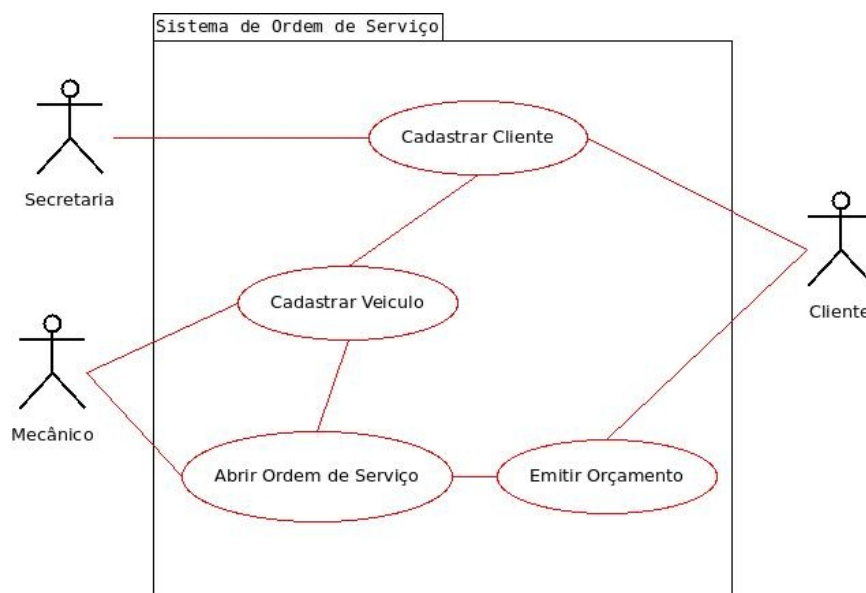 Sistema de Ordem de Serviço
Cadastrar Cliente
Secretaria
Cadastrar Veiculo
Cliente
Mecânico
Abrir Ordem de Serviço
Emitir Orçamento